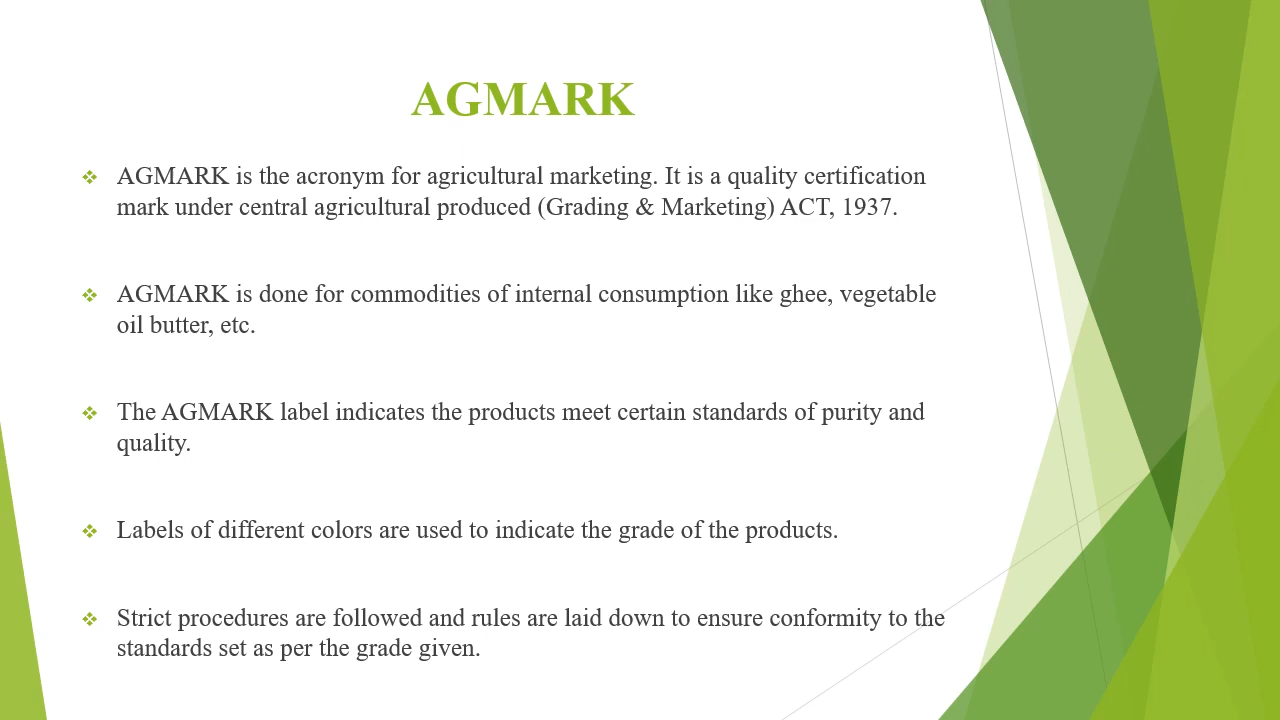 AGMARK
AGMARK is the acronym for agricultural marketing. It is a quality certification
mark under central agricultural produced (Grading & Marketing) ACT, 1937.
AGMARK is done for commodities of internal consumption like ghee, vegetable
oil butter, etc.
The AGMARK label indicates the products meet certain standards of purity and
quality.
Labels of different colors are used to indicate the grade of the products.
Strict procedures are followed and rules are laid down to ensure conformity to the
standards set as per the grade given.